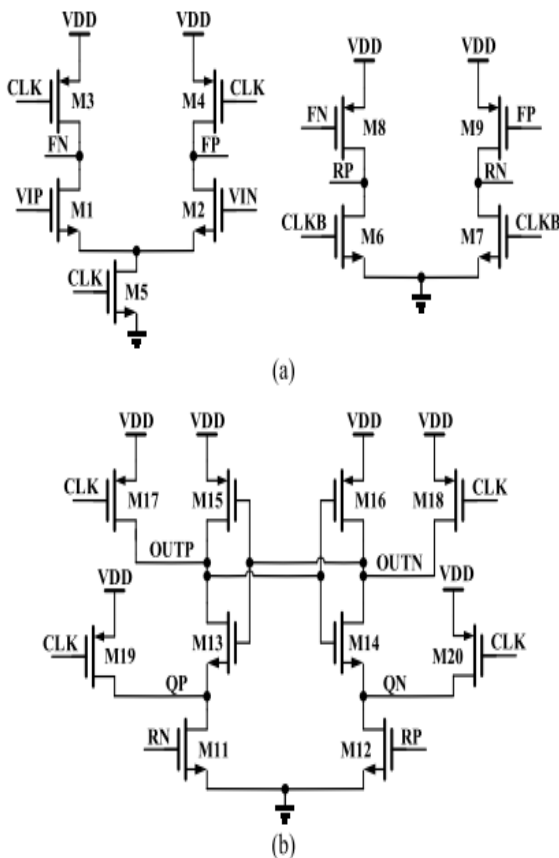 VDD VDD
CLK M3 M4 CLK
FN FP
VIP M1 M2 VIN
CLK M5
VDD VDD
FN M8 M9 FP
RP RN
CLKB M6 M7 CLKB
(a)
VDD VDD VDD VDD
CLK M17 M15 M16 M18 CLK
OUTP OUTN
VDD VDD
CLK M19 M13 M14 M20 CLK
QP QN
RN M11 M12 RP
(b)